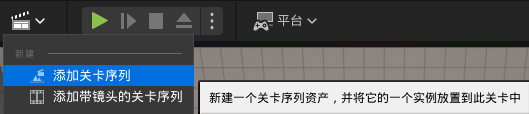 平台
新建
添加关卡序列
添加带镜头的关卡序列
新建一个关卡序列资产，并将它的一个实例放置到此关卡中